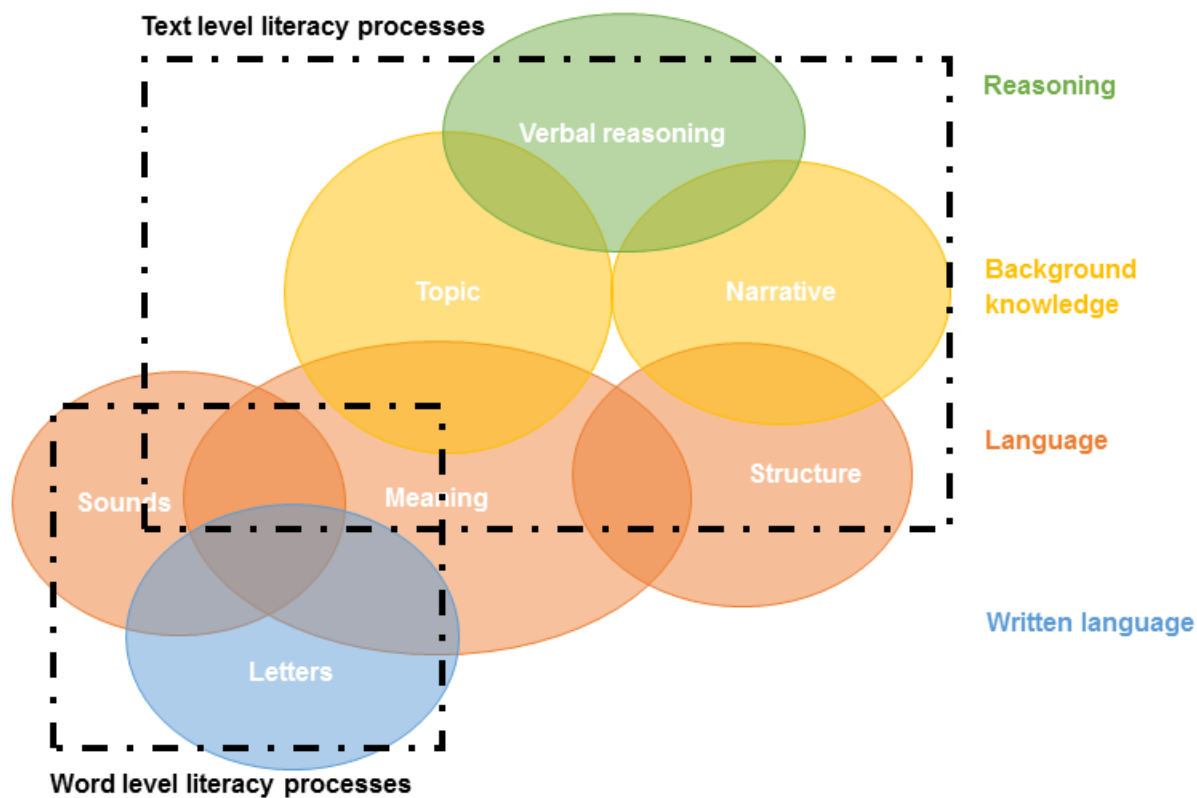 Text level literacy processes
Reasoning
Verbal reasoning
Background
knowledge
Topic
Narrative
Language
Sounds
Meaning
Structure
Written language
Letters
Word level literacy processes